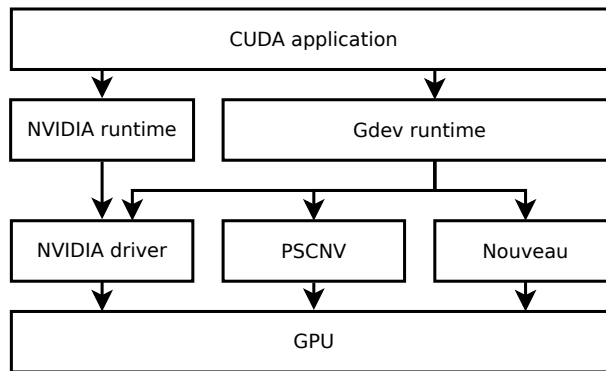 CUDA application
NVIDIA runtime
Gdev runtime
NVIDIA driver
PSCNV
Nouveau
GPU